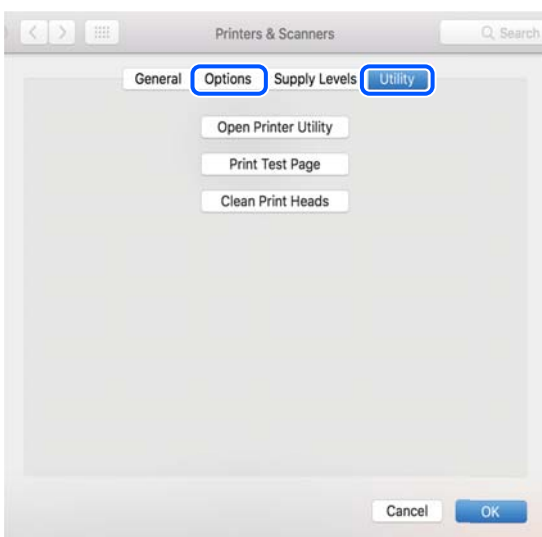 Printers & Scanners
Search
General Options Supply Levels Utility
Open Printer Utility
Print Test Page
Clean Print Heads
Cancel OK